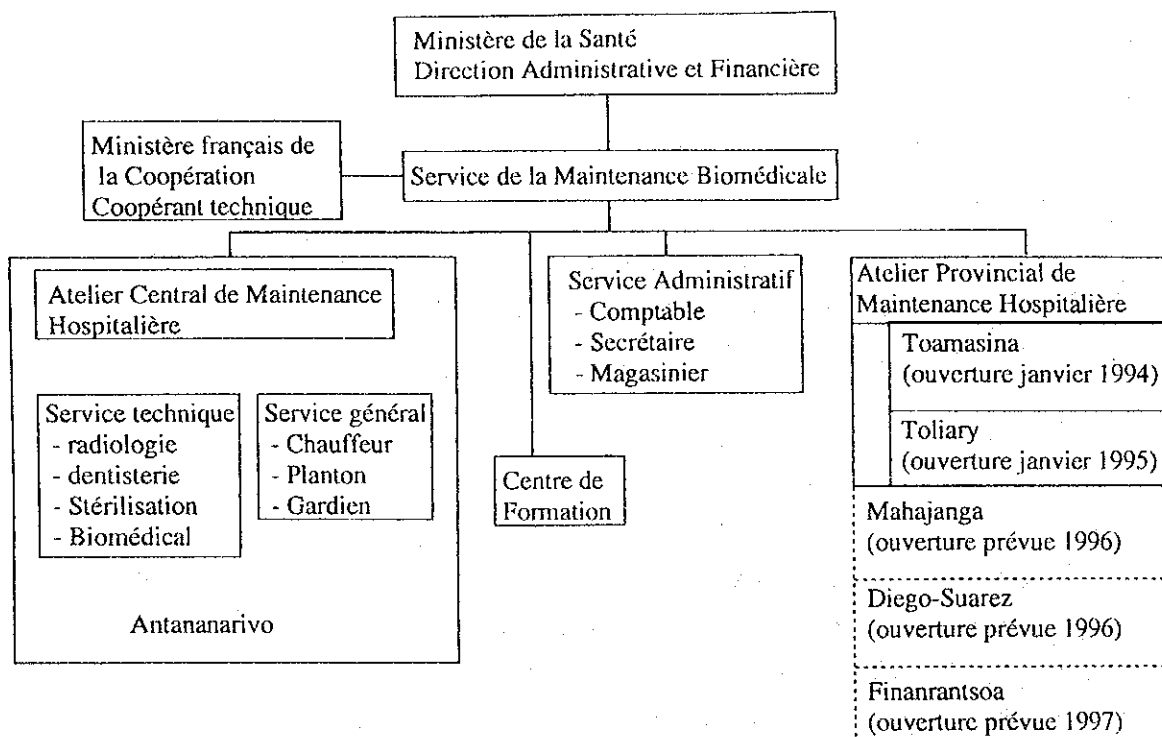 Ministère de la Santé
Direction Administrative et Financière
Ministère français de
la Coopération
Coopérant technique
Service de la Maintenance Biomédicale
Atelier Central de Maintenance
Hospitalière
Service technique
- radiologie
- dentisterie
- Stérilisation
- Biomédical
Service général
- Chauffeur
- Planton
- Gardien
Antananarivo
Centre de
Formation
Service Administratif
- Comptable
- Secrétaire
- Magasinier
Atelier Provincial de
Maintenance Hospitalière
Toamasina
(ouverture janvier 1994)
Toliary
(ouverture janvier 1995)
Mahajanga
(ouverture prévue 1996)
Diego-Suarez
(ouverture prévue 1996)
Finanrantsoa
(ouverture prévue 1997)